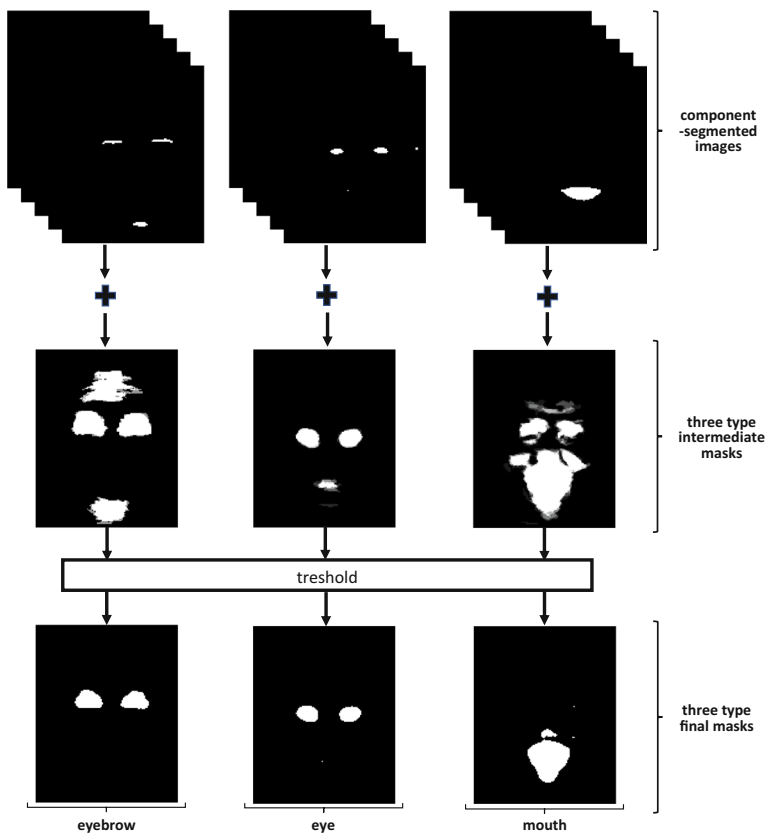 component
-segmented
images
three type
intermediate
masks
treshold
three type
final masks
eyebrow
eye
mouth